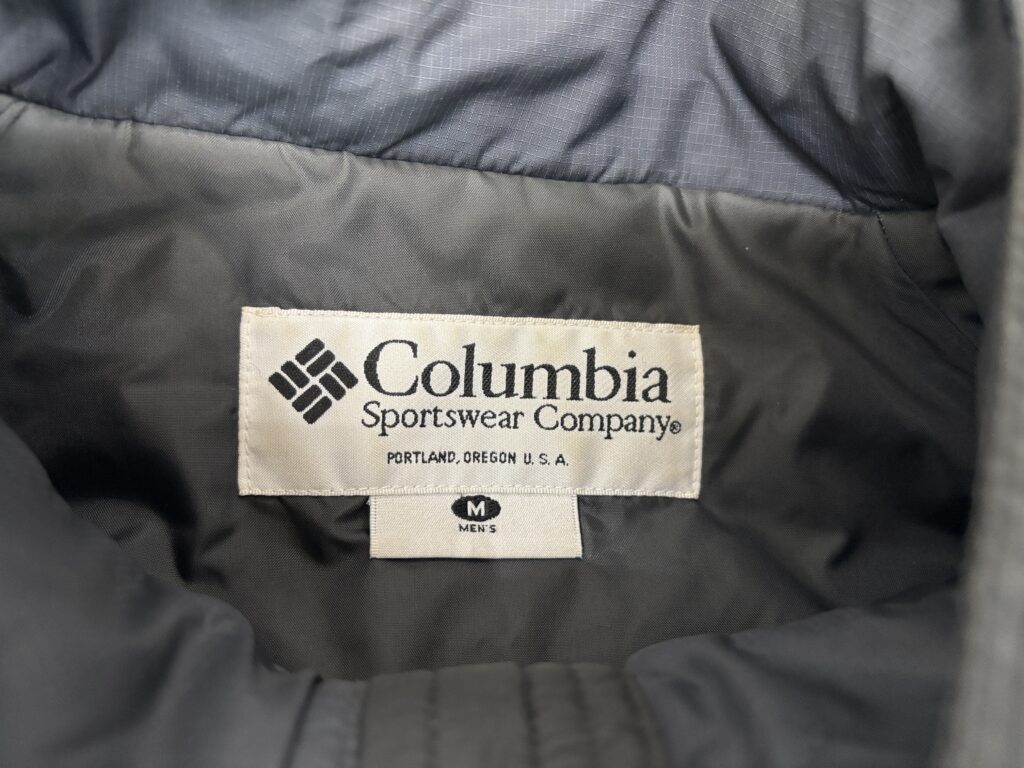 Columbia
Sportswear Company®
PORTLAND, OREGON U. S. A.
M
MEN'S